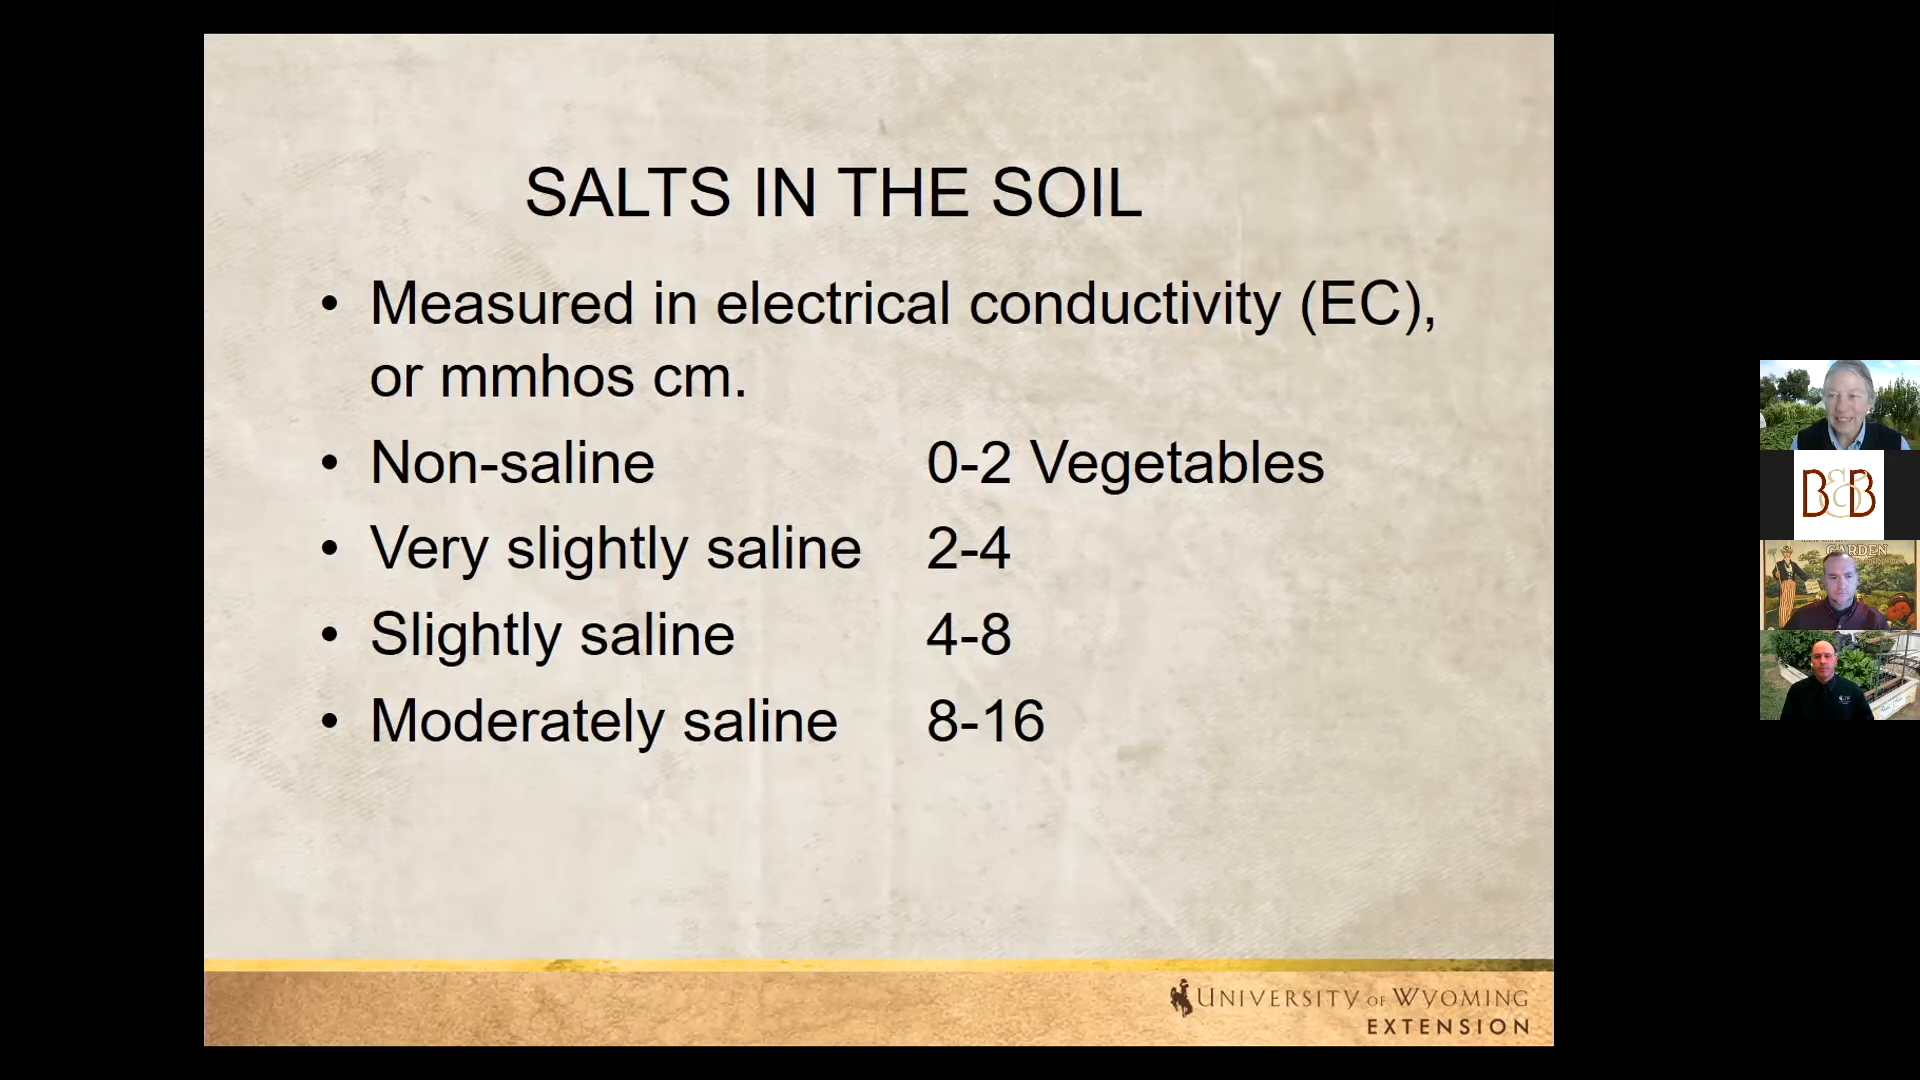 SALTS IN THE SOIL
• Measured in electrical conductivity (EC),
or mmhos cm.
• Non-saline 0-2 Vegetables
• Very slightly saline 2-4
• Slightly saline 4-8
• Moderately saline 8-16
UNIVERSITY OF WYOMING
EXTENSION
B&B
GARDEN